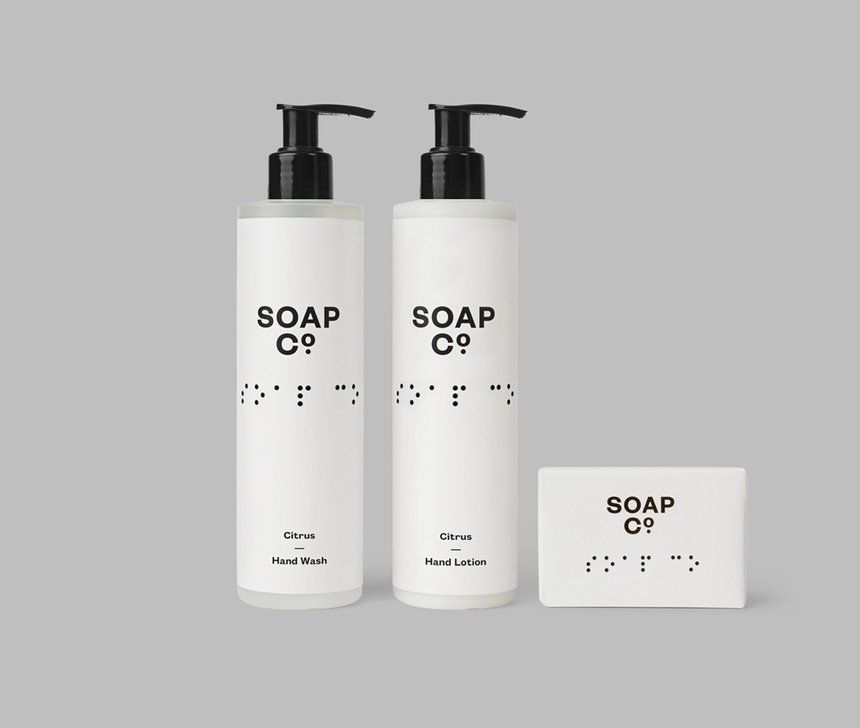 SOAP
Cº
⠎⠕⠁⠏ ⠉⠕
Citrus
—
Hand Wash
SOAP
Cº
⠎⠕⠁⠏ ⠉⠕
Citrus
—
Hand Lotion
SOAP
Cº
⠎⠕⠁⠏ ⠉⠕